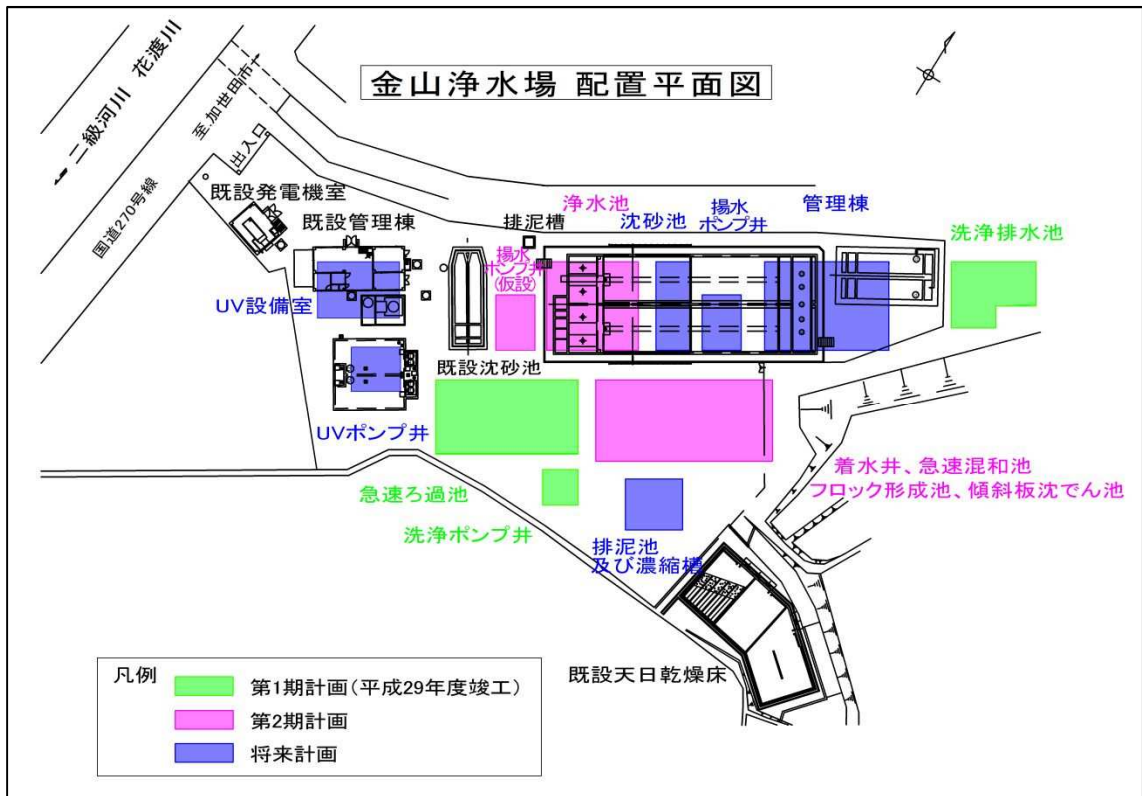 金山浄水場 配置平面図
二級河川 花渡川
至.加世田市
国道270号線
出入口
既設発電機室
既設管理棟
排泥槽
浄水池
沈砂池
揚水
ポンプ井
管理棟
洗浄排水池
揚水
ポンプ井
(仮設)
UV設備室
既設沈砂池
UVポンプ井
急速ろ過池
洗浄ポンプ井
着水井、急速混和池
フロック形成池、傾斜板沈でん池
排泥池
及び濃縮槽
既設天日乾燥床
凡例
第1期計画(平成29年度竣工)
第2期計画
将来計画